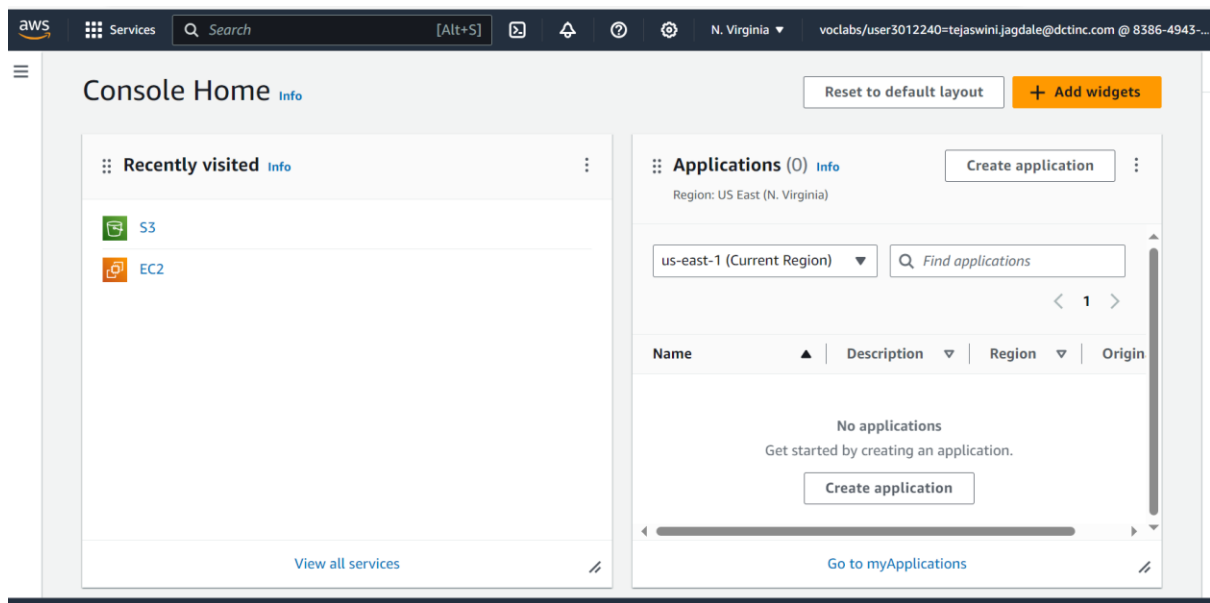 aws Services Search [Alt+S] N. Virginia voclabs/user3012240=tejaswini.jagdale@dctinc.com @ 8386-4943-...
Console Home Info
Reset to default layout
+ Add widgets
Recently visited Info
S3
EC2
View all services
Applications (0) Info
Create application
Region: US East (N. Virginia)
us-east-1 (Current Region)
Find applications
1
Name Description Region Origin
No applications
Get started by creating an application.
Create application
Go to myApplications